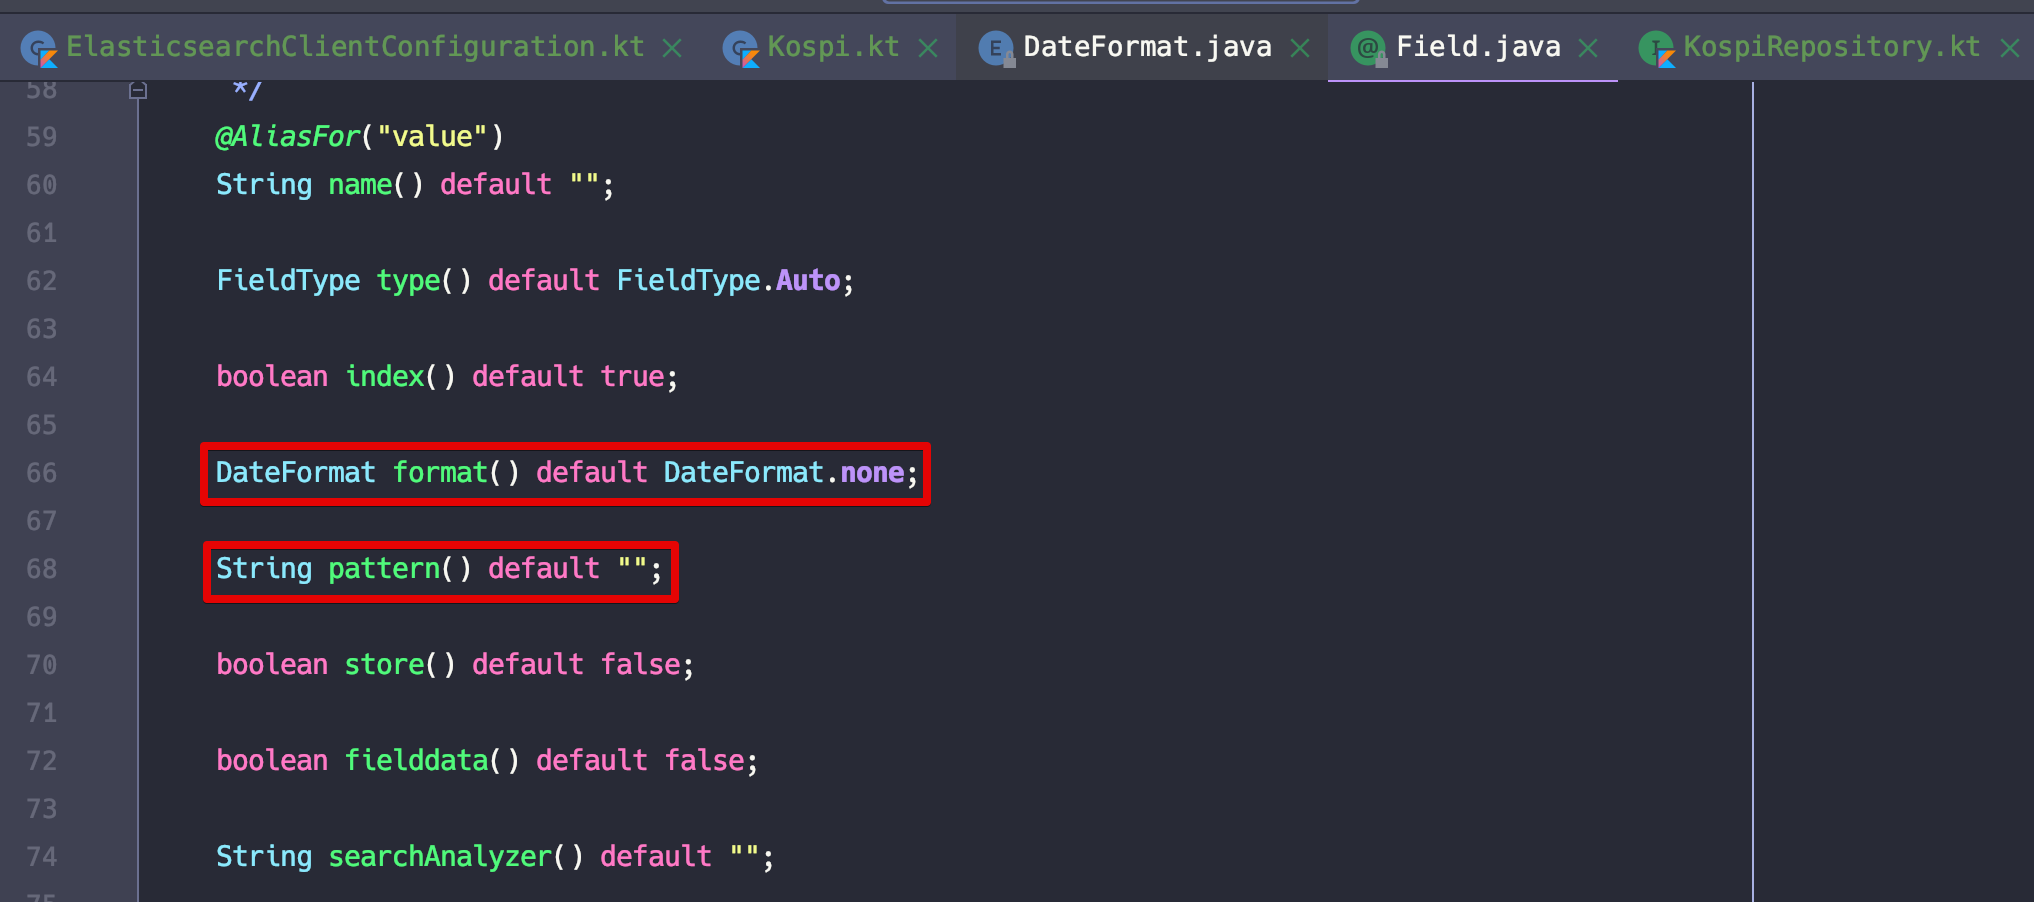 ElasticsearchClientConfiguration.kt Kospi.kt DateFormat.java Field.java KospiRepository.kt
58 */
59 @AliasFor("value")
60 String name() default "";
61
62 FieldType type() default FieldType.Auto;
63
64 boolean index() default true;
65
66 DateFormat format() default DateFormat.none;
67
68 String pattern() default "";
69
70 boolean store() default false;
71
72 boolean fielddata() default false;
73
74 String searchAnalyzer() default "";
75